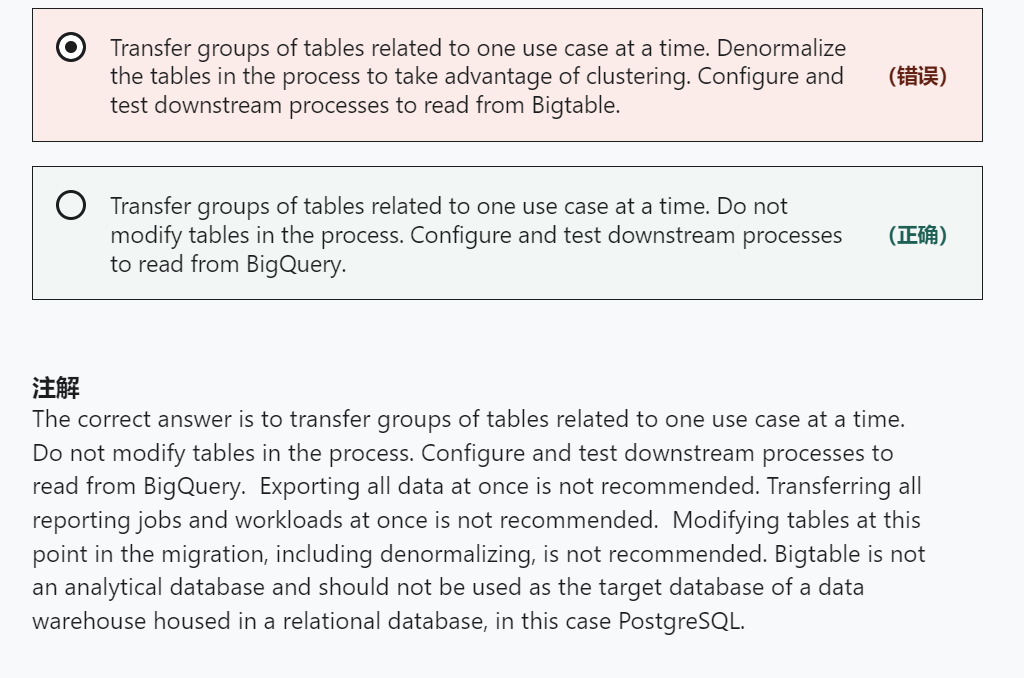 Transfer groups of tables related to one use case at a time. Denormalize
the tables in the process to take advantage of clustering. Configure and
(错误)
test downstream processes to read from Bigtable.
Transfer groups of tables related to one use case at a time. Do not
modify tables in the process. Configure and test downstream processes
(正确)
to read from BigQuery.
注解
The correct answer is to transfer groups of tables related to one use case at a time.
Do not modify tables in the process. Configure and test downstream processes to
read from BigQuery.  Exporting all data at once is not recommended. Transferring all
reporting jobs and workloads at once is not recommended.  Modifying tables at this
point in the migration, including denormalizing, is not recommended. Bigtable is not
an analytical database and should not be used as the target database of a data
warehouse housed in a relational database, in this case PostgreSQL.